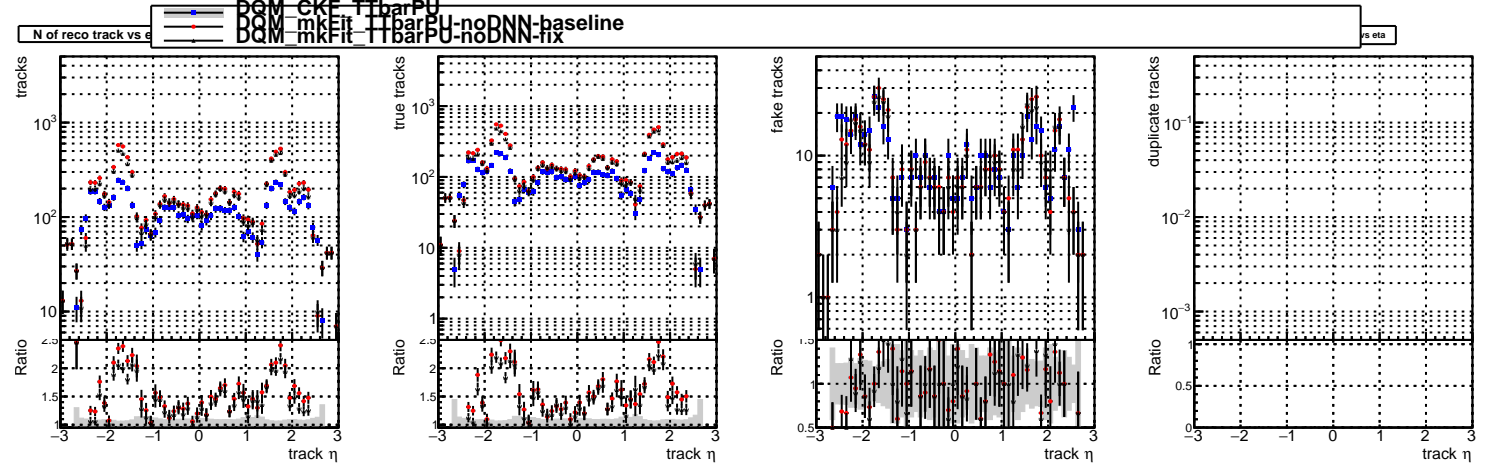 DQM_CKF_TTbarPU
DQM_mkFit_TTbarPU-noDNN-baseline
DQM_mkFit_TTbarPU-noDNN-fix
N of reco track vs e
vs eta
tracks
10³
10²
10
Ratio
2.5
2
1.5
1
−3 −2 −1 0 1 2 3
track η
true tracks
10³
10²
10
1
Ratio
2.5
2
1.5
1
−3 −2 −1 0 1 2 3
track η
fake tracks
10
1
Ratio
1.5
1
0.5
−3 −2 −1 0 1 2 3
track η
duplicate tracks
10⁻¹
10⁻²
10⁻³
Ratio
1
0.5
0
−3 −2 −1 0 1 2 3
track η